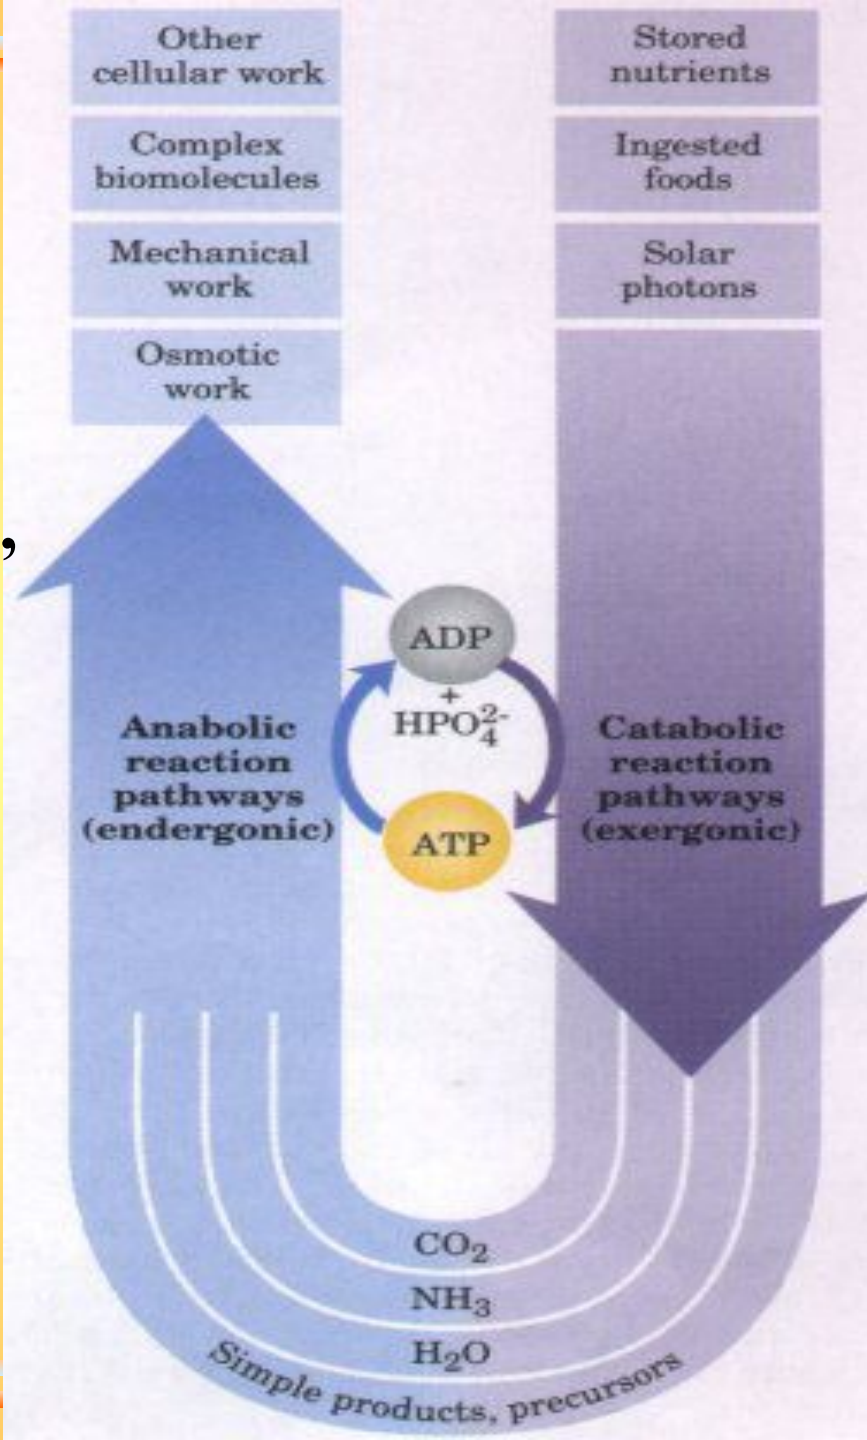 Other
cellular work
Complex
biomolecules
Mechanical
work
Osmotic
work
Stored
nutrients
Ingested
foods
Solar
photons
,
ADP
+
HPO₄²⁻
ATP
Anabolic
reaction
pathways
(endergonic)
Catabolic
reaction
pathways
(exergonic)
CO₂
NH₃
H₂O
Simple products, precursors